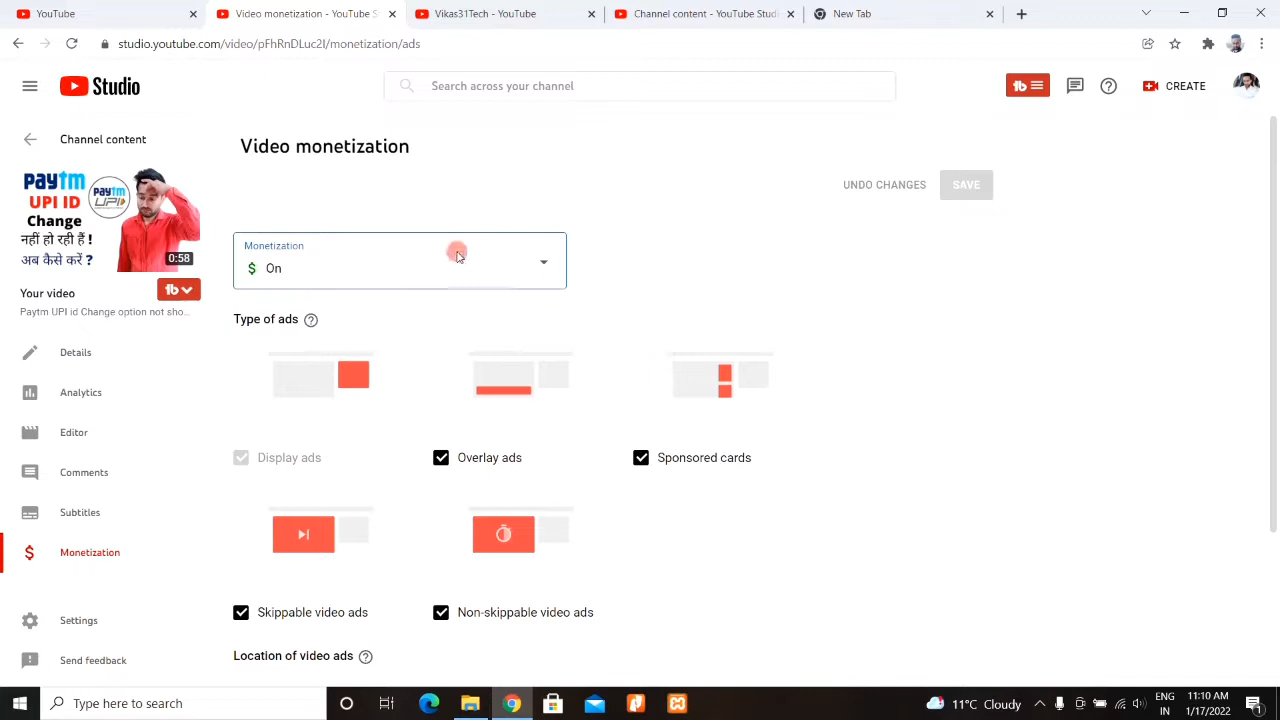 YouTube
Video monetization - YouTube S
Vikas31Tech - YouTube
Channel content - YouTube Studi
New Tab
studio.youtube.com/video/pFhRnDLuc2I/monetization/ads
Studio
Search across your channel
CREATE
Channel content
Video monetization
UNDO CHANGES
SAVE
paytm
UPI ID
Change
नहीं हो रही हैं !
अब कैसे करें ?
paytm
UPI
0:58
Your video
Paytm UPI id Change option not sho...
Monetization
On
Type of ads
Details
Analytics
Editor
Comments
Subtitles
Monetization
Settings
Send feedback
Display ads
Overlay ads
Sponsored cards
Skippable video ads
Non-skippable video ads
Location of video ads
Type here to search
11°C Cloudy
ENG
IN
11:10 AM
1/17/2022